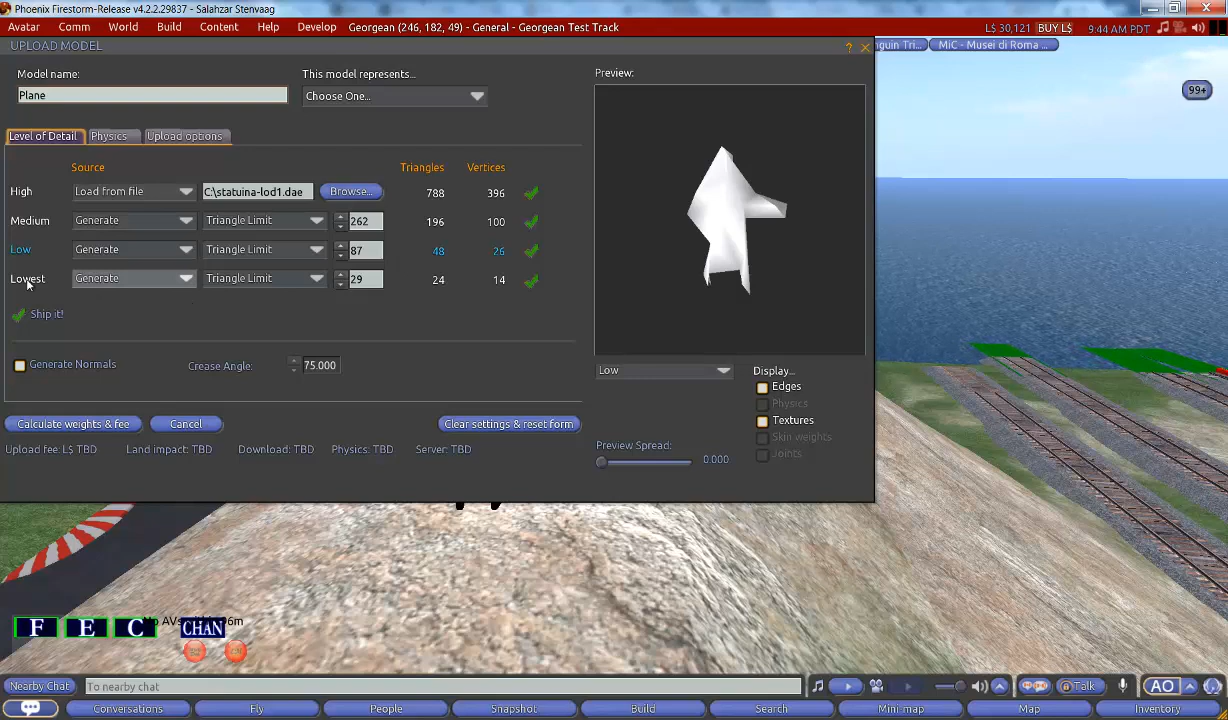 Phoenix Firestorm-Release v4.2.2.29837 - Salahzar Stenvaag
Avatar Comm World Build Content Help Develop Georgean (246, 182, 49) - General - Georgean Test Track L$ 30,121 BUY L$ 9:44 AM PDT
UPLOAD MODEL ? nguin Tri... MiC - Musei di Roma ...
Model name: This model represents... Preview:
Plane Choose One... 99+
Level of Detail Physics Upload options
Source Triangles Vertices
High Load from file C:\statuina-lod1.dae Browse... 788 396
Medium Generate Triangle Limit 262 196 100
Low Generate Triangle Limit 87 48 26
Lowest Generate Triangle Limit 29 24 14
Ship it!
Generate Normals Crease Angle: 75.000
Low Display...
Edges
Physics
Textures
Skin weights
Joints
Calculate weights & fee Cancel Clear settings & reset form
Upload fee: L$ TBD Land impact: TBD Download: TBD Physics: TBD Server: TBD
Preview Spread: 0.000
No AVs
06m
F E C CHAN
Nearby Chat To nearby chat Talk AO
Conversations Fly People Snapshot Build Search Mini-map Map Inventory